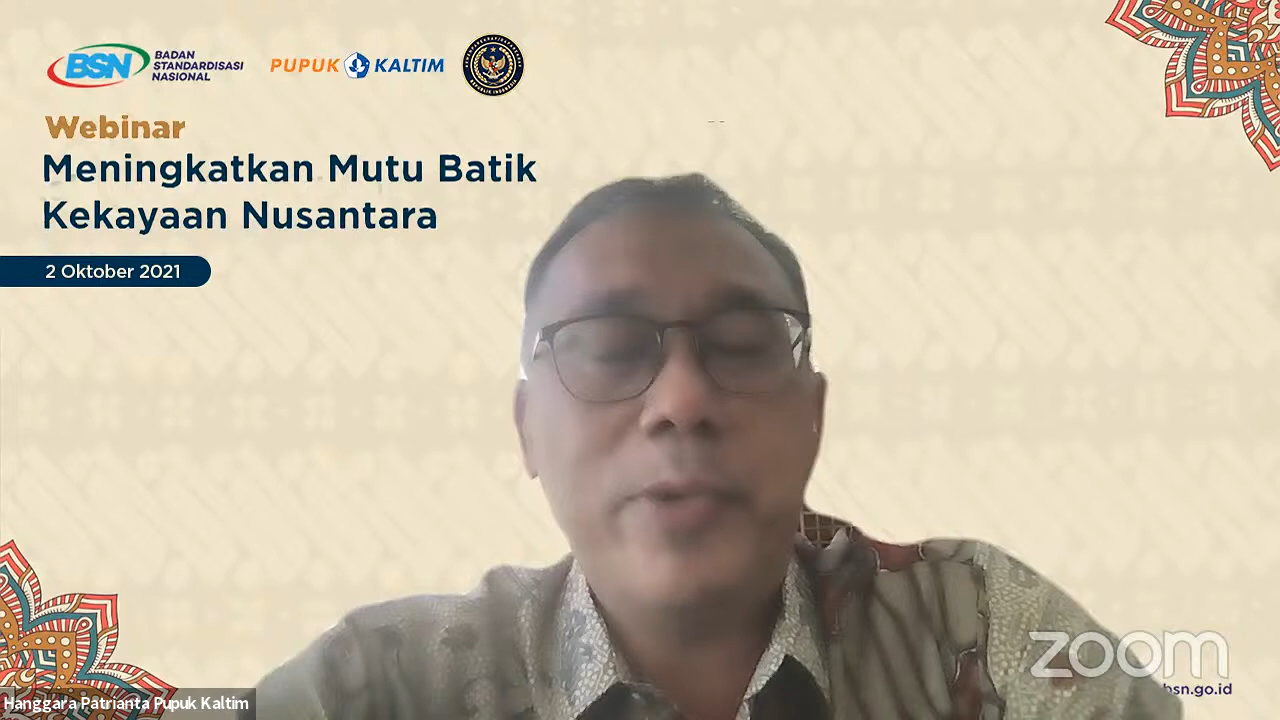 BSN
BADAN
STANDARDISASI
NASIONAL
PUPUK KALTIM
Webinar
Meningkatkan Mutu Batik
Kekayaan Nusantara
2 Oktober 2021
zoom
bsn.go.id
Hanggara Patrianta Pupuk Kaltim